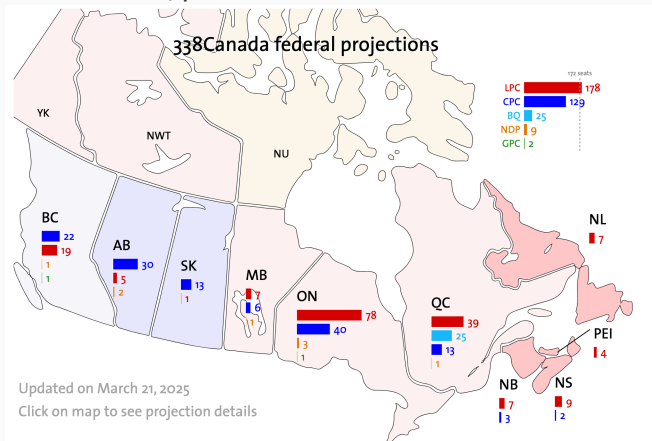 338Canada federal projections
172 seats
LPC 178
CPC 129
BQ 25
NDP 9
GPC 2
YK
NWT
NU
BC
22
19
1
1
AB
30
5
2
SK
13
1
MB
7
6
1
ON
78
40
3
1
QC
39
25
13
1
NL
7
PEI
4
NB
7
3
NS
9
2
Updated on March 21, 2025
Click on map to see projection details